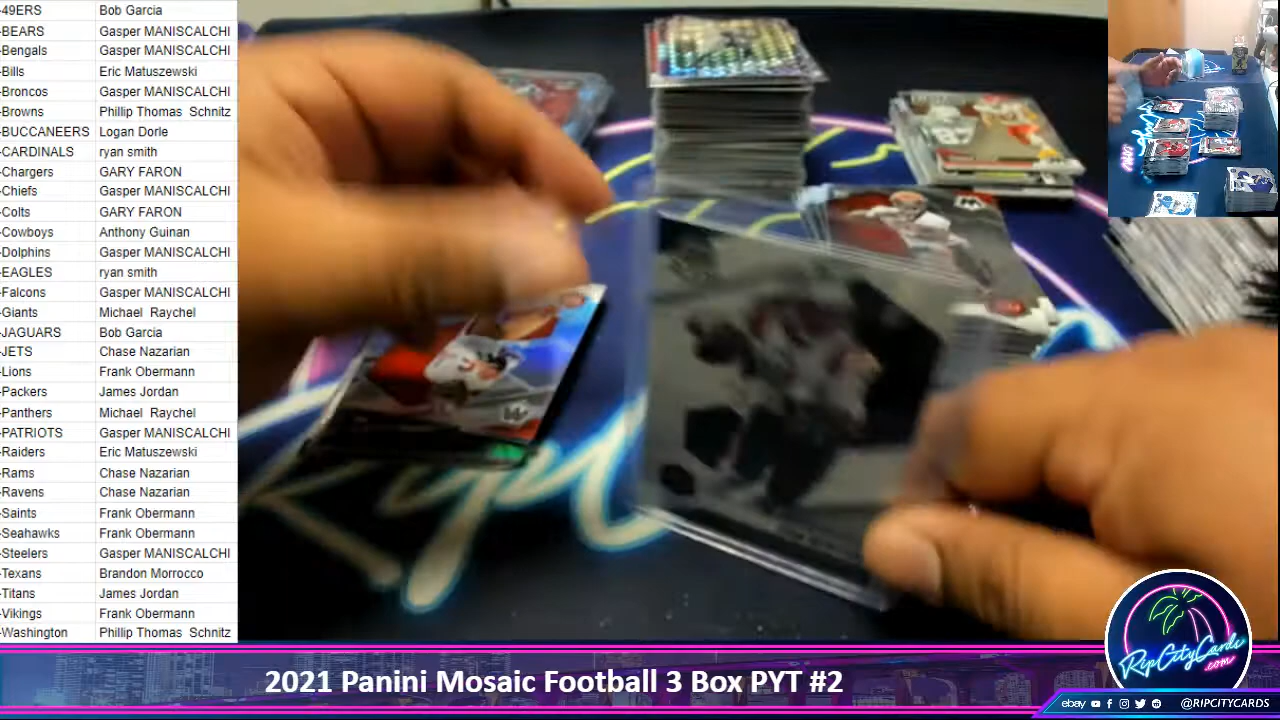 -49ERS Bob Garcia
-BEARS Gasper MANISCALCHI
-Bengals Gasper MANISCALCHI
-Bills Eric Matuszewski
-Broncos Gasper MANISCALCHI
-Browns Phillip Thomas Schnitz
-BUCCANEERS Logan Dorle
-CARDINALS ryan smith
-Chargers GARY FARON
-Chiefs Gasper MANISCALCHI
-Colts GARY FARON
-Cowboys Anthony Guinan
-Dolphins Gasper MANISCALCHI
-EAGLES ryan smith
-Falcons Gasper MANISCALCHI
-Giants Michael Raychel
-JAGUARS Bob Garcia
-JETS Chase Nazarian
-Lions Frank Obermann
-Packers James Jordan
-Panthers Michael Raychel
-PATRIOTS Gasper MANISCALCHI
-Raiders Eric Matuszewski
-Rams Chase Nazarian
-Ravens Chase Nazarian
-Saints Frank Obermann
-Seahawks Frank Obermann
-Steelers Gasper MANISCALCHI
-Texans Brandon Morrocco
-Titans James Jordan
-Vikings Frank Obermann
-Washington Phillip Thomas Schnitz
RipCityCards
.com
2021 Panini Mosaic Football 3 Box PYT #2
ebay @RIPCITYCARDS